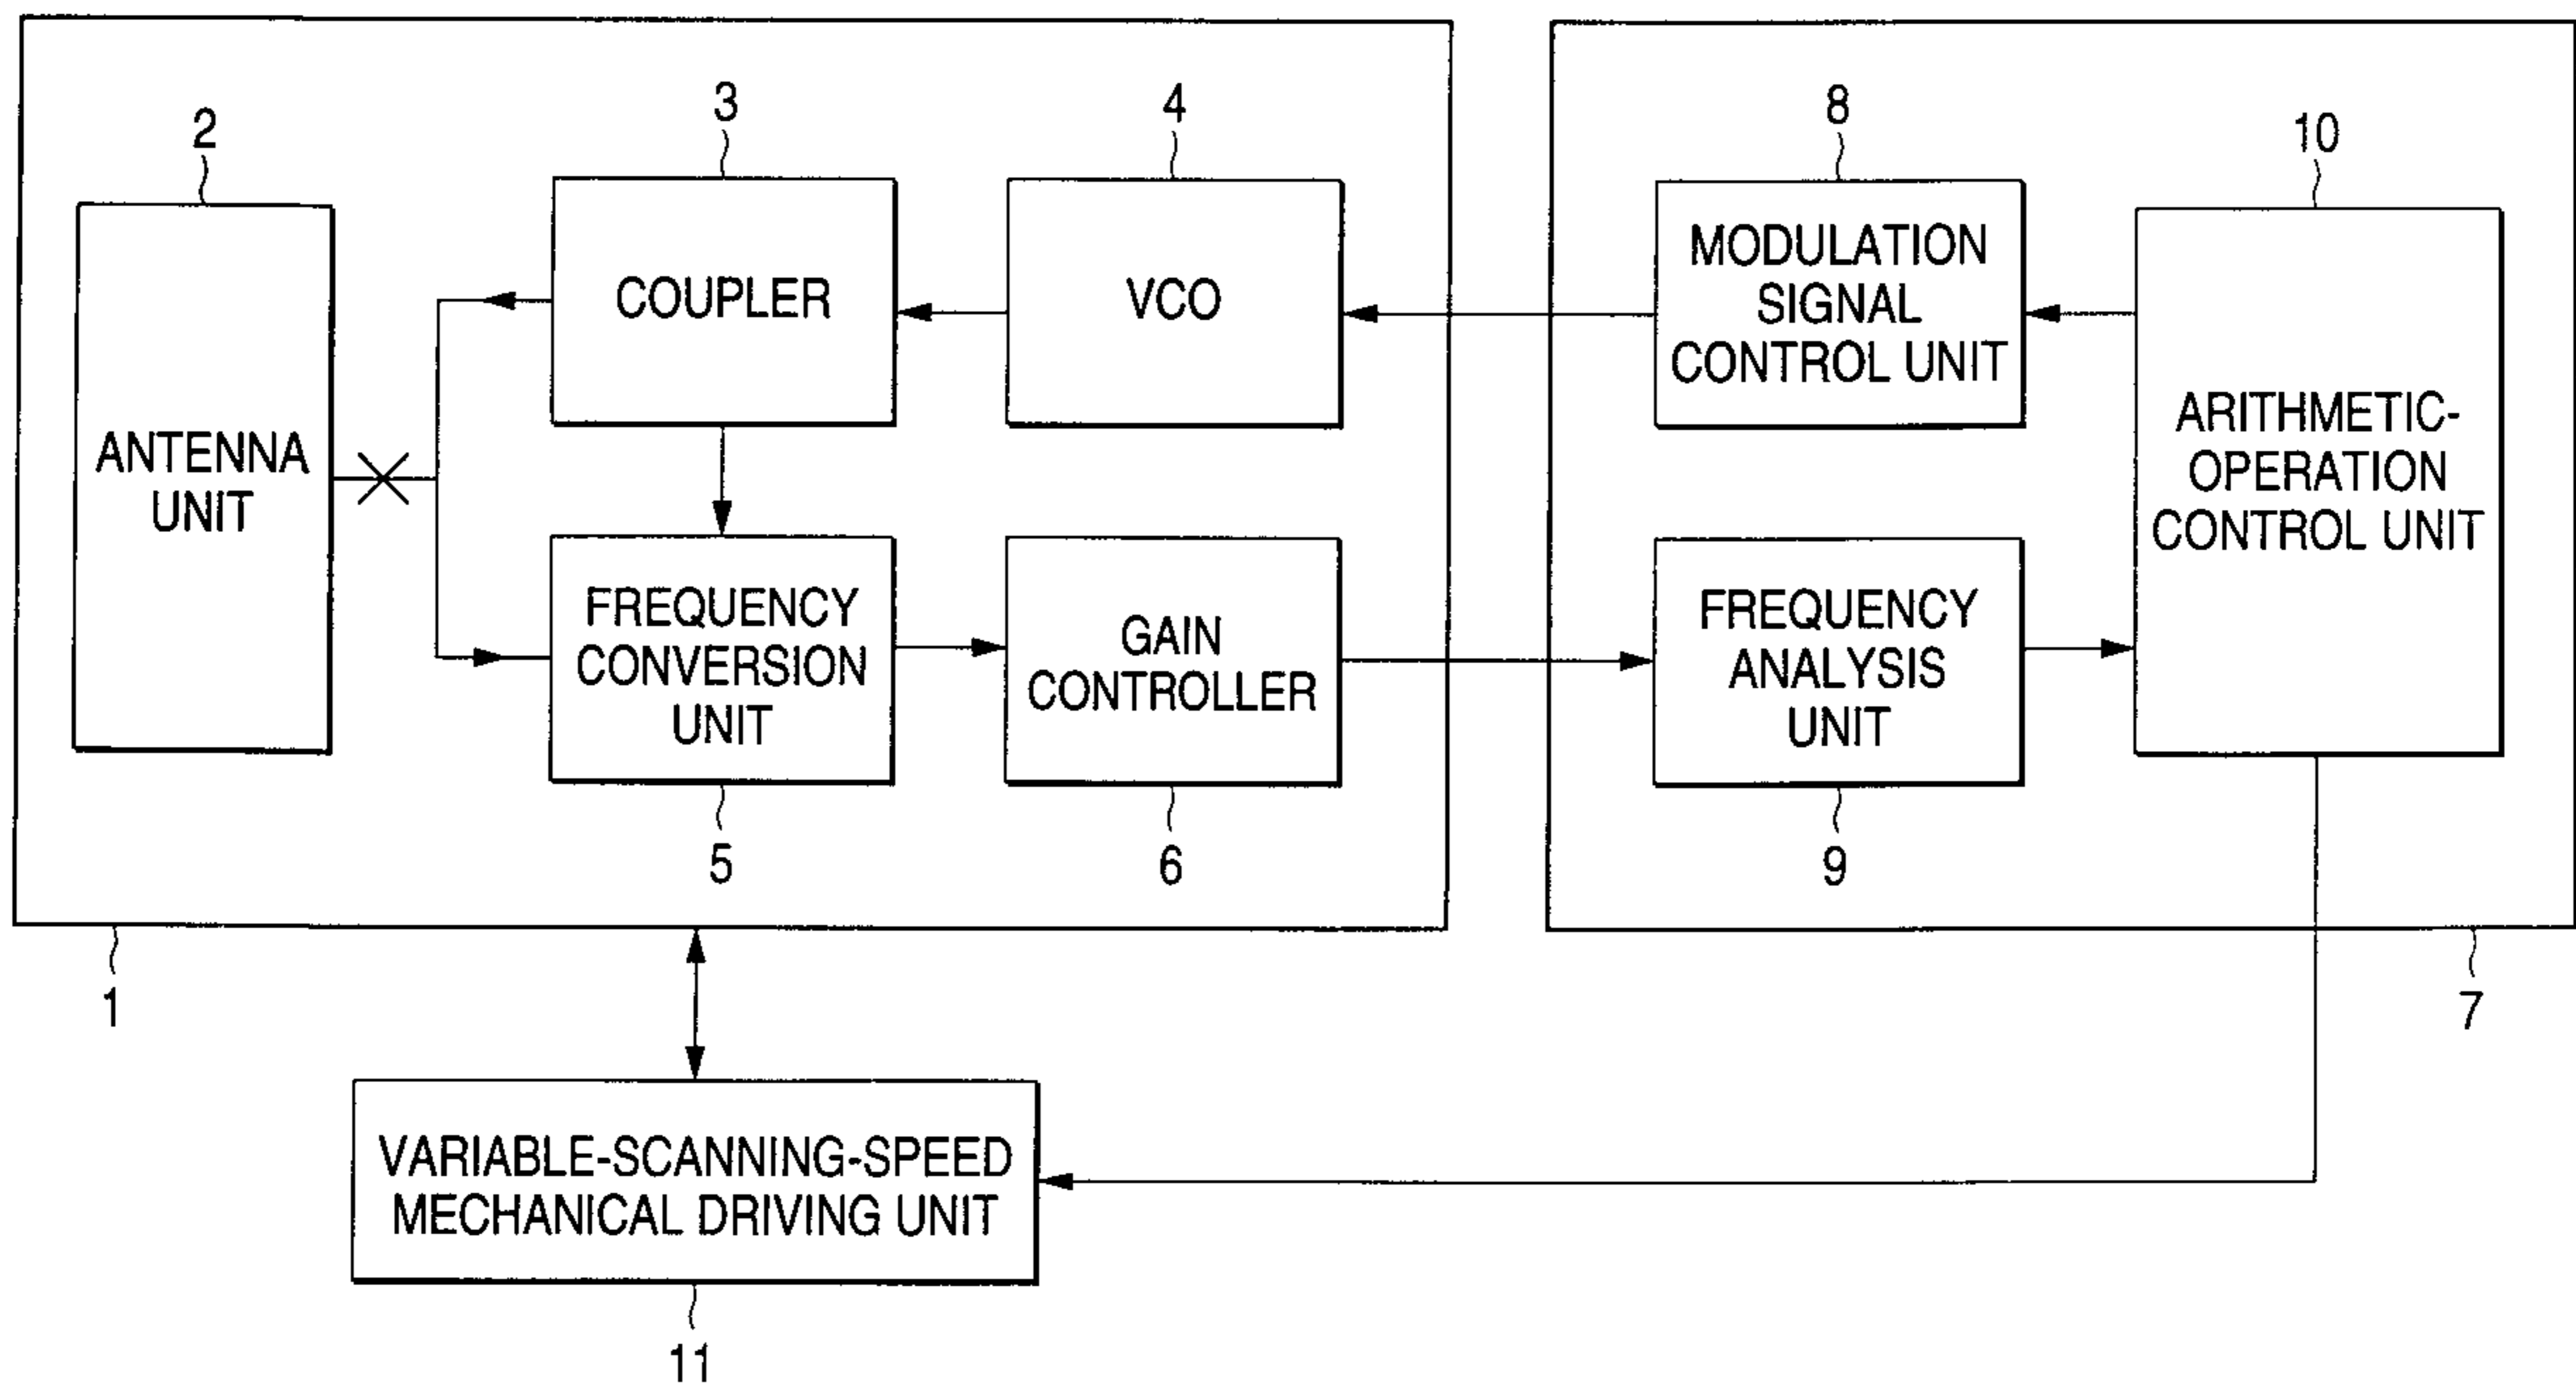 2
3
4
8
10
ANTENNA
UNIT
COUPLER
VCO
MODULATION
SIGNAL
CONTROL UNIT
ARITHMETIC-
OPERATION
CONTROL UNIT
FREQUENCY
CONVERSION
UNIT
GAIN
CONTROLLER
FREQUENCY
ANALYSIS
UNIT
5
6
9
1
7
VARIABLE-SCANNING-SPEED
MECHANICAL DRIVING UNIT
11